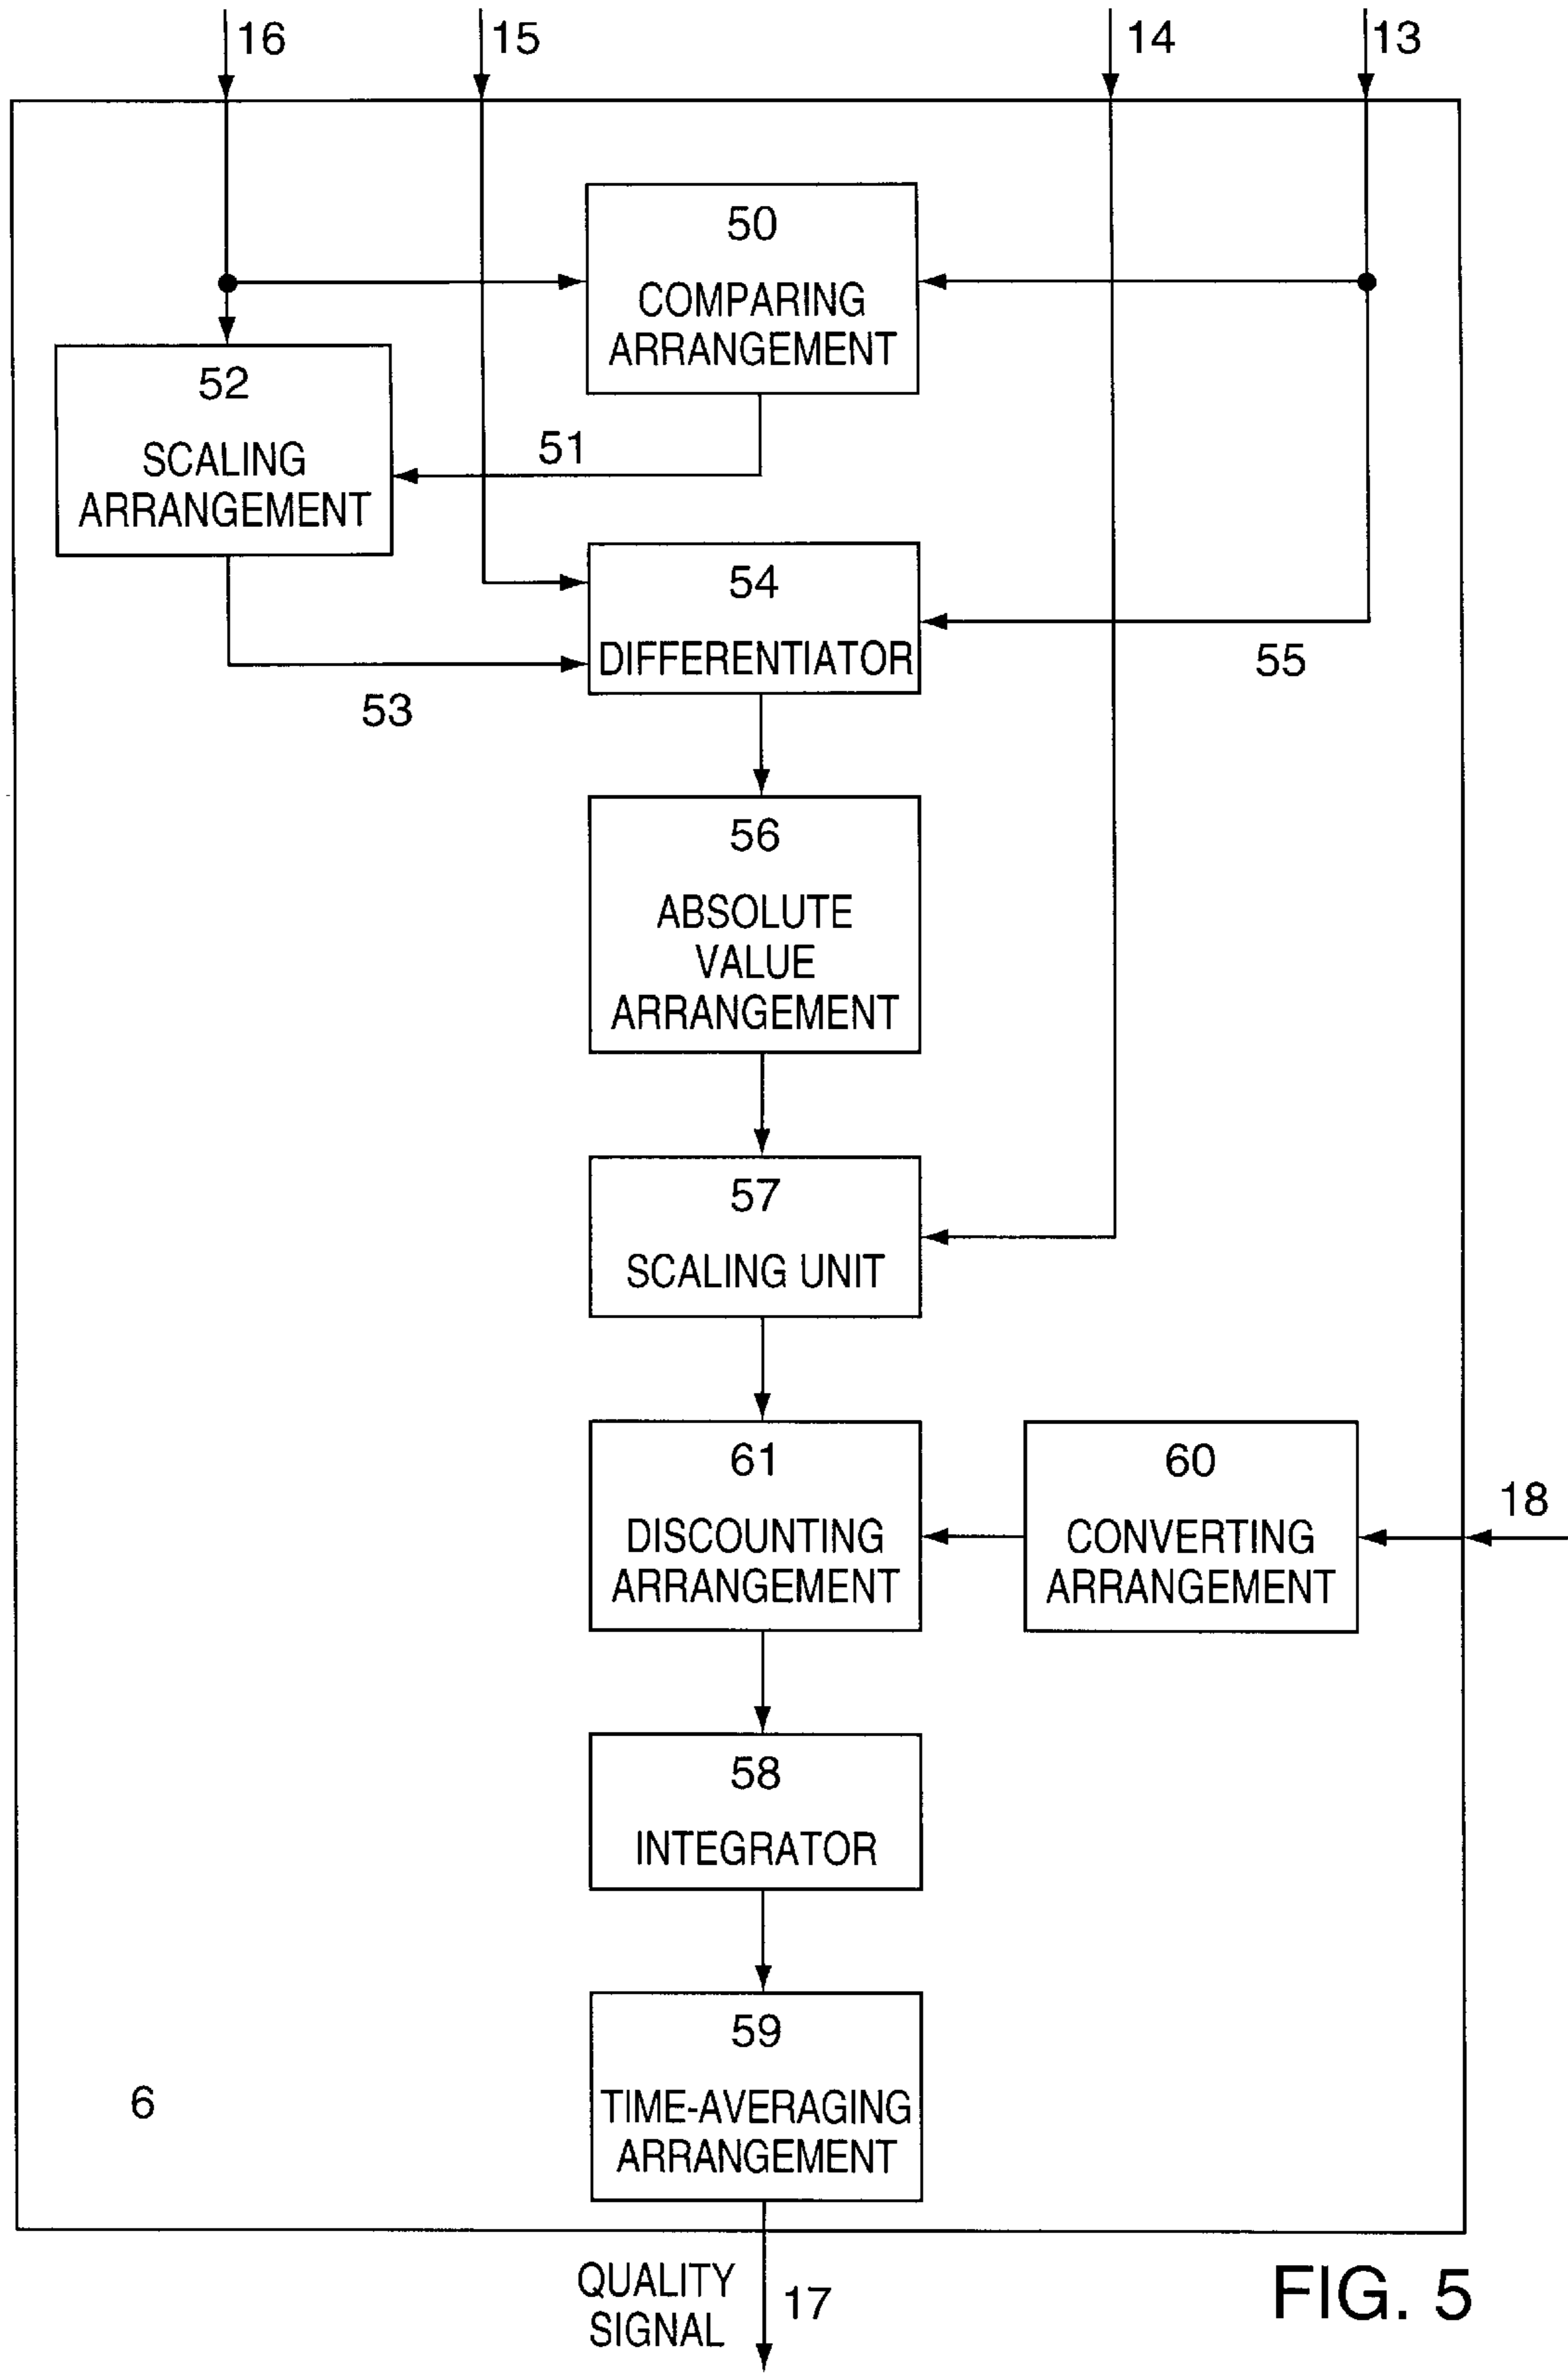 16
15
14
13
50
COMPARING
ARRANGEMENT
52
SCALING
ARRANGEMENT
51
54
DIFFERENTIATOR
53
55
56
ABSOLUTE
VALUE
ARRANGEMENT
57
SCALING UNIT
61
DISCOUNTING
ARRANGEMENT
60
CONVERTING
ARRANGEMENT
18
58
INTEGRATOR
59
TIME-AVERAGING
ARRANGEMENT
6
QUALITY
SIGNAL
17
FIG. 5